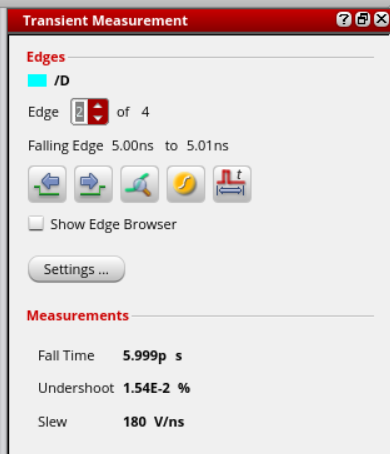 Transient Measurement
Edges
/D
Edge 2 of 4
Falling Edge 5.00ns to 5.01ns
t
Show Edge Browser
Settings ...
Measurements
Fall Time 5.999p s
Undershoot 1.54E-2 %
Slew 180 V/ns